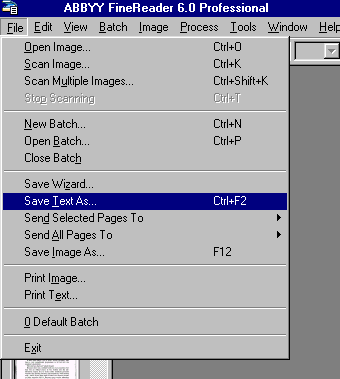 ABBYY FineReader 6.0 Professional
File Edit View Batch Image Process Tools Window Help
Open Image... Ctrl+O
Scan Image... Ctrl+K
Scan Multiple Images... Ctrl+Shift+K
Stop Scanning Ctrl+T
New Batch... Ctrl+N
Open Batch... Ctrl+P
Close Batch
Save Wizard...
Save Text As... Ctrl+F2
Send Selected Pages To
Send All Pages To
Save Image As... F12
Print Image...
Print Text...
0 Default Batch
Exit